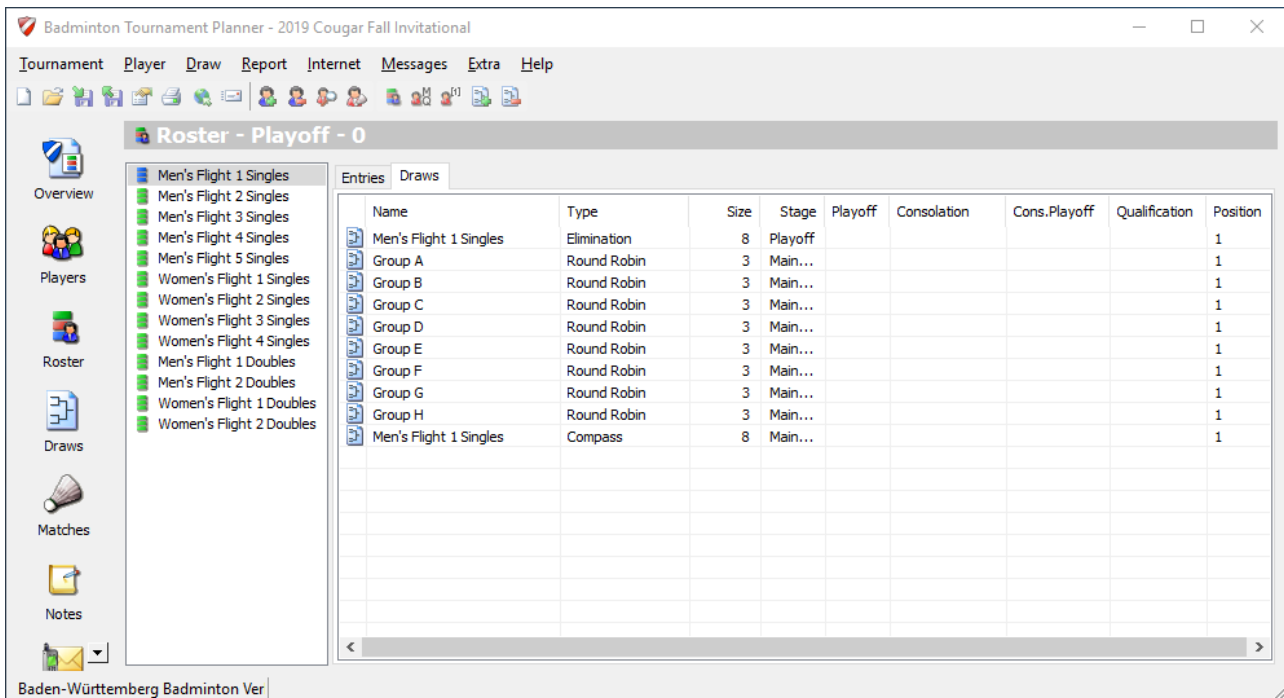 Badminton Tournament Planner - 2019 Cougar Fall Invitational
Tournament Player Draw Report Internet Messages Extra Help
Roster - Playoff - 0
Overview
Players
Roster
Draws
Matches
Notes
Men's Flight 1 Singles
Men's Flight 2 Singles
Men's Flight 3 Singles
Men's Flight 4 Singles
Men's Flight 5 Singles
Women's Flight 1 Singles
Women's Flight 2 Singles
Women's Flight 3 Singles
Women's Flight 4 Singles
Men's Flight 1 Doubles
Men's Flight 2 Doubles
Women's Flight 1 Doubles
Women's Flight 2 Doubles
Entries Draws
Name Type Size Stage Playoff Consolation Cons.Playoff Qualification Position
Men's Flight 1 Singles Elimination 8 Playoff 1
Group A Round Robin 3 Main... 1
Group B Round Robin 3 Main... 1
Group C Round Robin 3 Main... 1
Group D Round Robin 3 Main... 1
Group E Round Robin 3 Main... 1
Group F Round Robin 3 Main... 1
Group G Round Robin 3 Main... 1
Group H Round Robin 3 Main... 1
Men's Flight 1 Singles Compass 8 Main... 1
Baden-Württemberg Badminton Ver